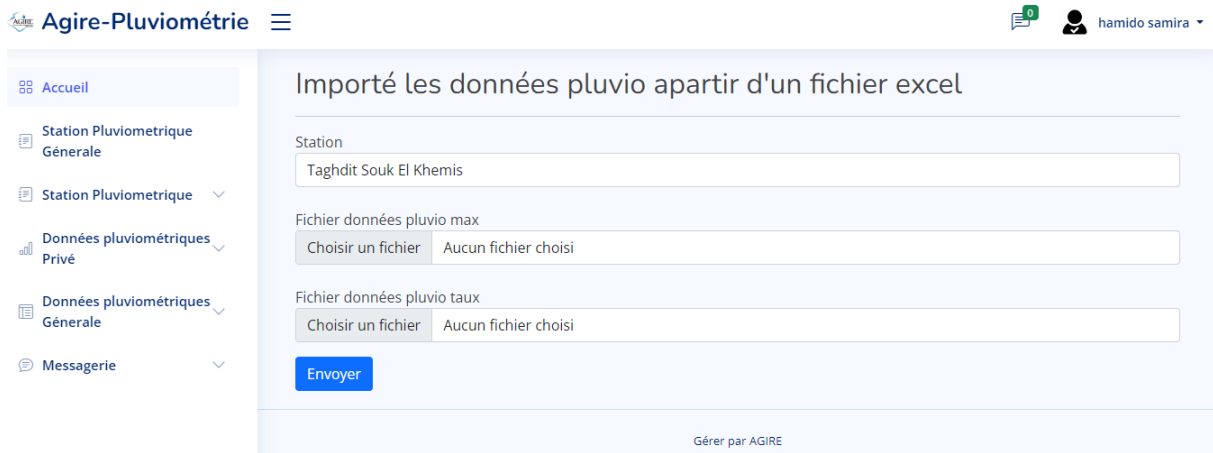 AGIRE
Agire-Pluviométrie
0
hamido samira
Accueil
Station Pluviometrique
Génerale
Station Pluviometrique
Données pluviométriques
Privé
Données pluviométriques
Génerale
Messagerie
Importé les données pluvio apartir d'un fichier excel
Station
Taghdit Souk El Khemis
Fichier données pluvio max
Choisir un fichier Aucun fichier choisi
Fichier données pluvio taux
Choisir un fichier Aucun fichier choisi
Envoyer
Gérer par AGIRE